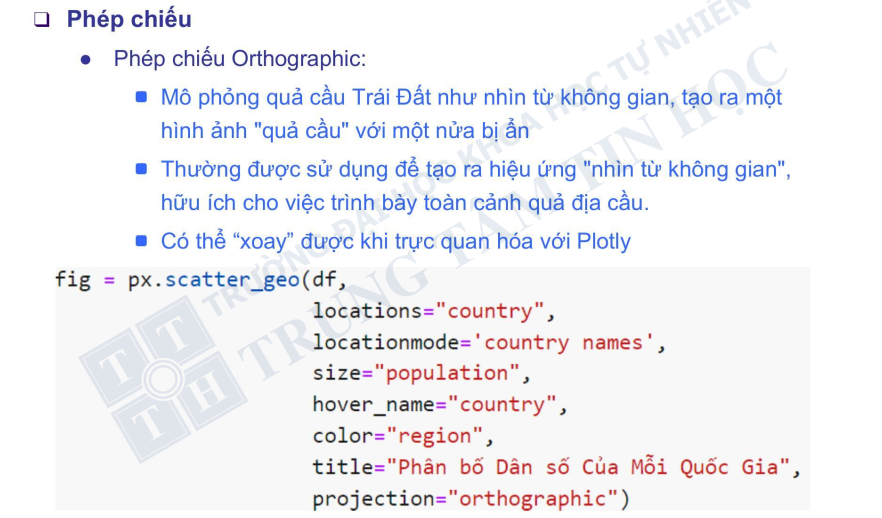 ❑ Phép chiếu
● Phép chiếu Orthographic:
■ Mô phỏng quả cầu Trái Đất như nhìn từ không gian, tạo ra một
hình ảnh "quả cầu" với một nửa bị ẩn
■ Thường được sử dụng để tạo ra hiệu ứng "nhìn từ không gian",
hữu ích cho việc trình bày toàn cảnh quả địa cầu.
■ Có thể “xoay” được khi trực quan hóa với Plotly
fig = px.scatter_geo(df,
locations="country",
locationmode='country names',
size="population",
hover_name="country",
color="region",
title="Phân bố Dân số Của Mỗi Quốc Gia",
projection="orthographic")
TRƯỜNG ĐẠI HỌC KHOA HỌC TỰ NHIÊN
TRUNG TÂM TIN HỌC
T T
T H